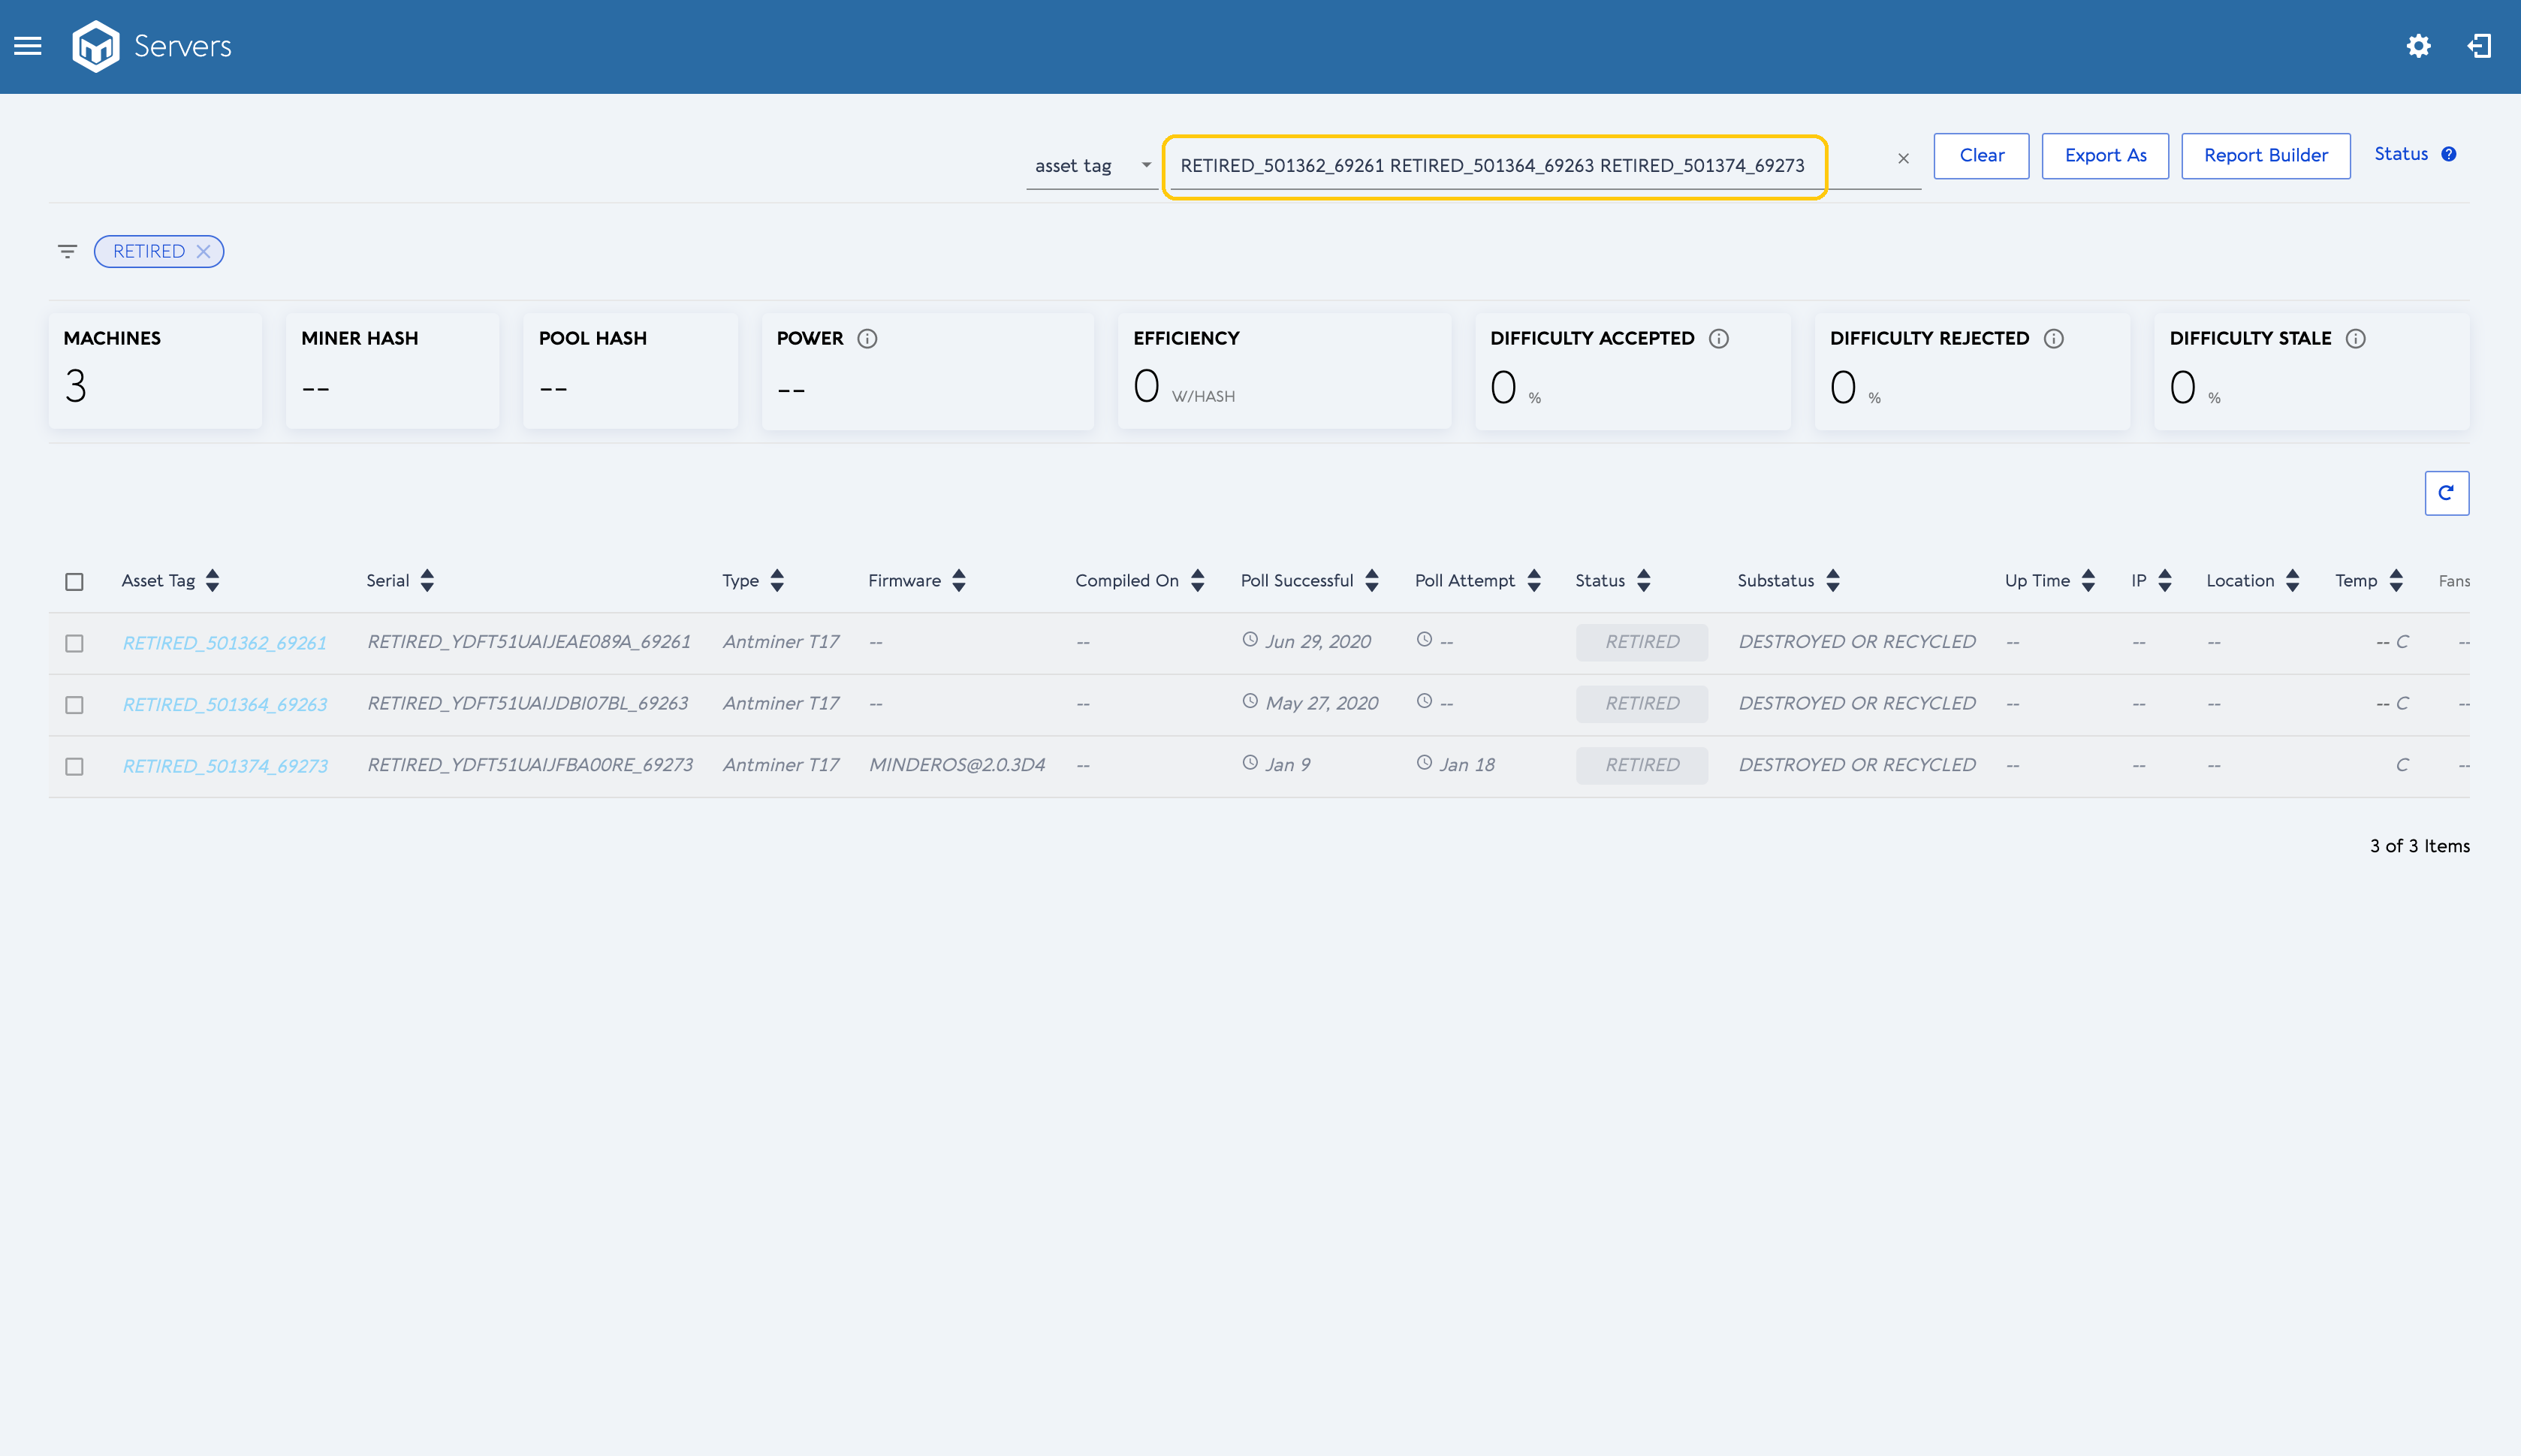 Servers
asset tag RETIRED_501362_69261 RETIRED_501364_69263 RETIRED_501374_69273 Clear Export As Report Builder Status
RETIRED
MACHINES MINER HASH POOL HASH POWER EFFICIENCY DIFFICULTY ACCEPTED DIFFICULTY REJECTED DIFFICULTY STALE
3 -- -- -- 0 W/HASH 0 % 0 % 0 %
Asset Tag Serial Type Firmware Compiled On Poll Successful Poll Attempt Status Substatus Up Time IP Location Temp Fans
RETIRED_501362_69261 RETIRED_YDFT51UAIJEAE089A_69261 Antminer T17 -- -- Jun 29, 2020 -- RETIRED DESTROYED OR RECYCLED -- -- -- -- C --
RETIRED_501364_69263 RETIRED_YDFT51UAIJDBI07BL_69263 Antminer T17 -- -- May 27, 2020 -- RETIRED DESTROYED OR RECYCLED -- -- -- -- C --
RETIRED_501374_69273 RETIRED_YDFT51UAIJFBA00RE_69273 Antminer T17 MINDEROS@2.0.3D4 -- Jan 9 Jan 18 RETIRED DESTROYED OR RECYCLED -- -- -- C --
3 of 3 Items